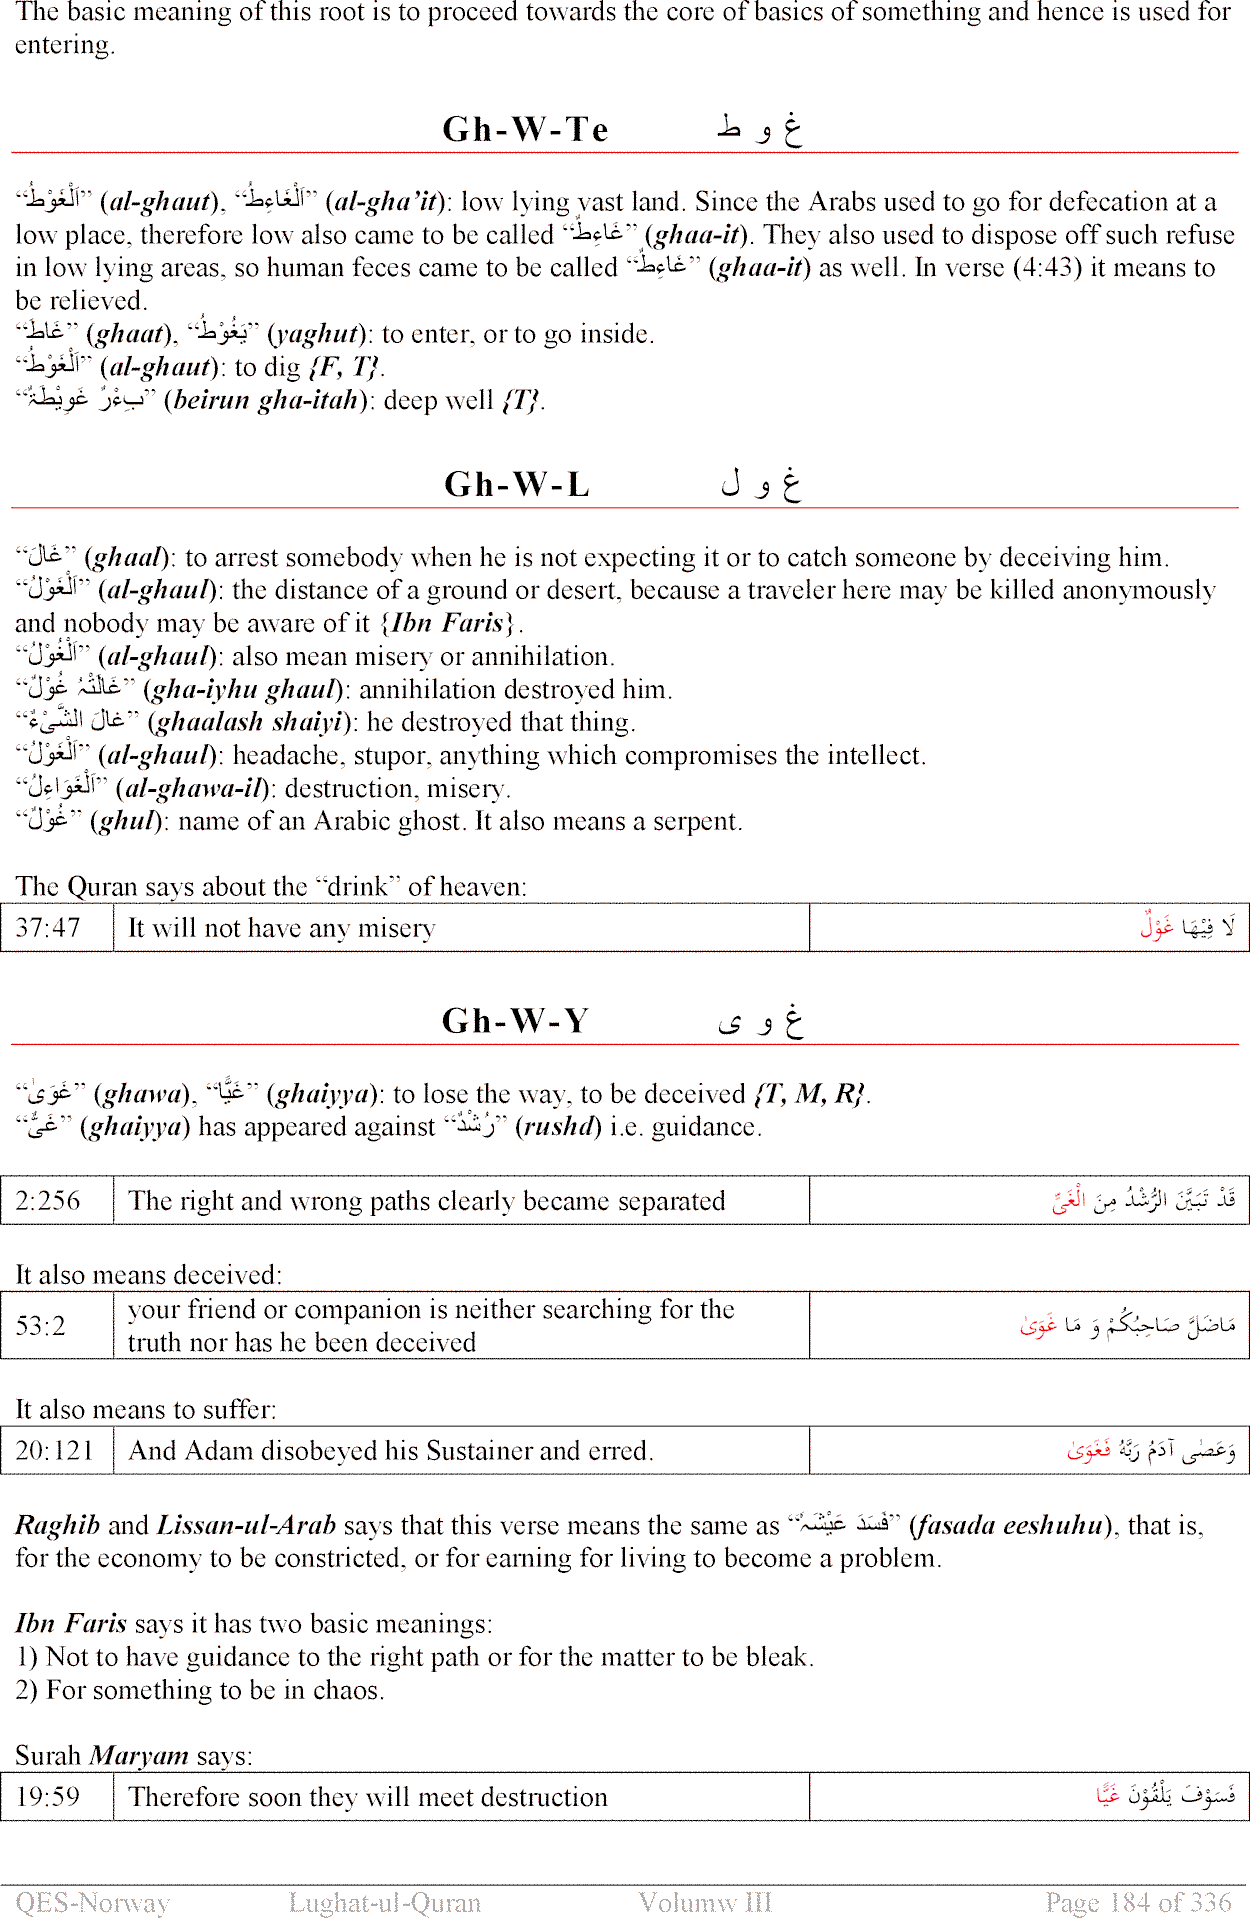 The basic meaning of this root is to proceed towards the core of basics of something and hence is used for
entering.
Gh-W-Te غ و ط
“اَلْغَوْطُ” (al-ghaut), “اَلْغَاءِطُ” (al-gha’it): low lying vast land. Since the Arabs used to go for defecation at a
low place, therefore low also came to be called “غَاءِطٌ” (ghaa-it). They also used to dispose off such refuse
in low lying areas, so human feces came to be called “غَاءِطٌ” (ghaa-it) as well. In verse (4:43) it means to
be relieved.
“غَاطَ” (ghaat), “یَغُوْطُ” (yaghut): to enter, or to go inside.
“اَلْغَوْطُ” (al-ghaut): to dig {F, T}.
“بِءْرٌ غَوِیْطَۃٌ” (beirun gha-itah): deep well {T}.
Gh-W-L غ و ل
“غَالَ” (ghaal): to arrest somebody when he is not expecting it or to catch someone by deceiving him.
“اَلْغَوْلُ” (al-ghaul): the distance of a ground or desert, because a traveler here may be killed anonymously
and nobody may be aware of it {Ibn Faris}.
“اَلْغُوْلُ” (al-ghaul): also mean misery or annihilation.
“غَالَتْہُ غُوْلٌ” (gha-iyhu ghaul): annihilation destroyed him.
“غالَ الشَّیْءُ” (ghaalash shaiyi): he destroyed that thing.
“اَلْغَوْلُ” (al-ghaul): headache, stupor, anything which compromises the intellect.
“اَلْغَوَاءِلُ” (al-ghawa-il): destruction, misery.
“غُوْلٌ” (ghul): name of an Arabic ghost. It also means a serpent.
The Quran says about the “drink” of heaven:
37:47 It will not have any misery لَا فِیْہَا غَوْلٌ
Gh-W-Y غ و ی
“غَوَیٰ” (ghawa), “غَیًّا” (ghaiyya): to lose the way, to be deceived {T, M, R}.
“غَیٌّ” (ghaiyya) has appeared against “رُشْدٌ” (rushd) i.e. guidance.
2:256 The right and wrong paths clearly became separated قَدْ تَبَیَّنَ الرُّشْدُ مِنَ الْغَیِّ
It also means deceived:
53:2 your friend or companion is neither searching for the
truth nor has he been deceived مَاضَلَّ صَاحِبُکُمْ وَ مَا غَوَیٰ
It also means to suffer:
20:121 And Adam disobeyed his Sustainer and erred. وَعَصٰی آدَمُ رَبَّہُ فَغَوَیٰ
Raghib and Lissan-ul-Arab says that this verse means the same as “فَسَدَ عَیْشَہٗ” (fasada eeshuhu), that is,
for the economy to be constricted, or for earning for living to become a problem.
Ibn Faris says it has two basic meanings:
1) Not to have guidance to the right path or for the matter to be bleak.
2) For something to be in chaos.
Surah Maryam says:
19:59 Therefore soon they will meet destruction فَسَوْفَ یَلْقَوْنَ غَیًّا
QES-Norway Lughat-ul-Quran Volumw III Page 184 of 336